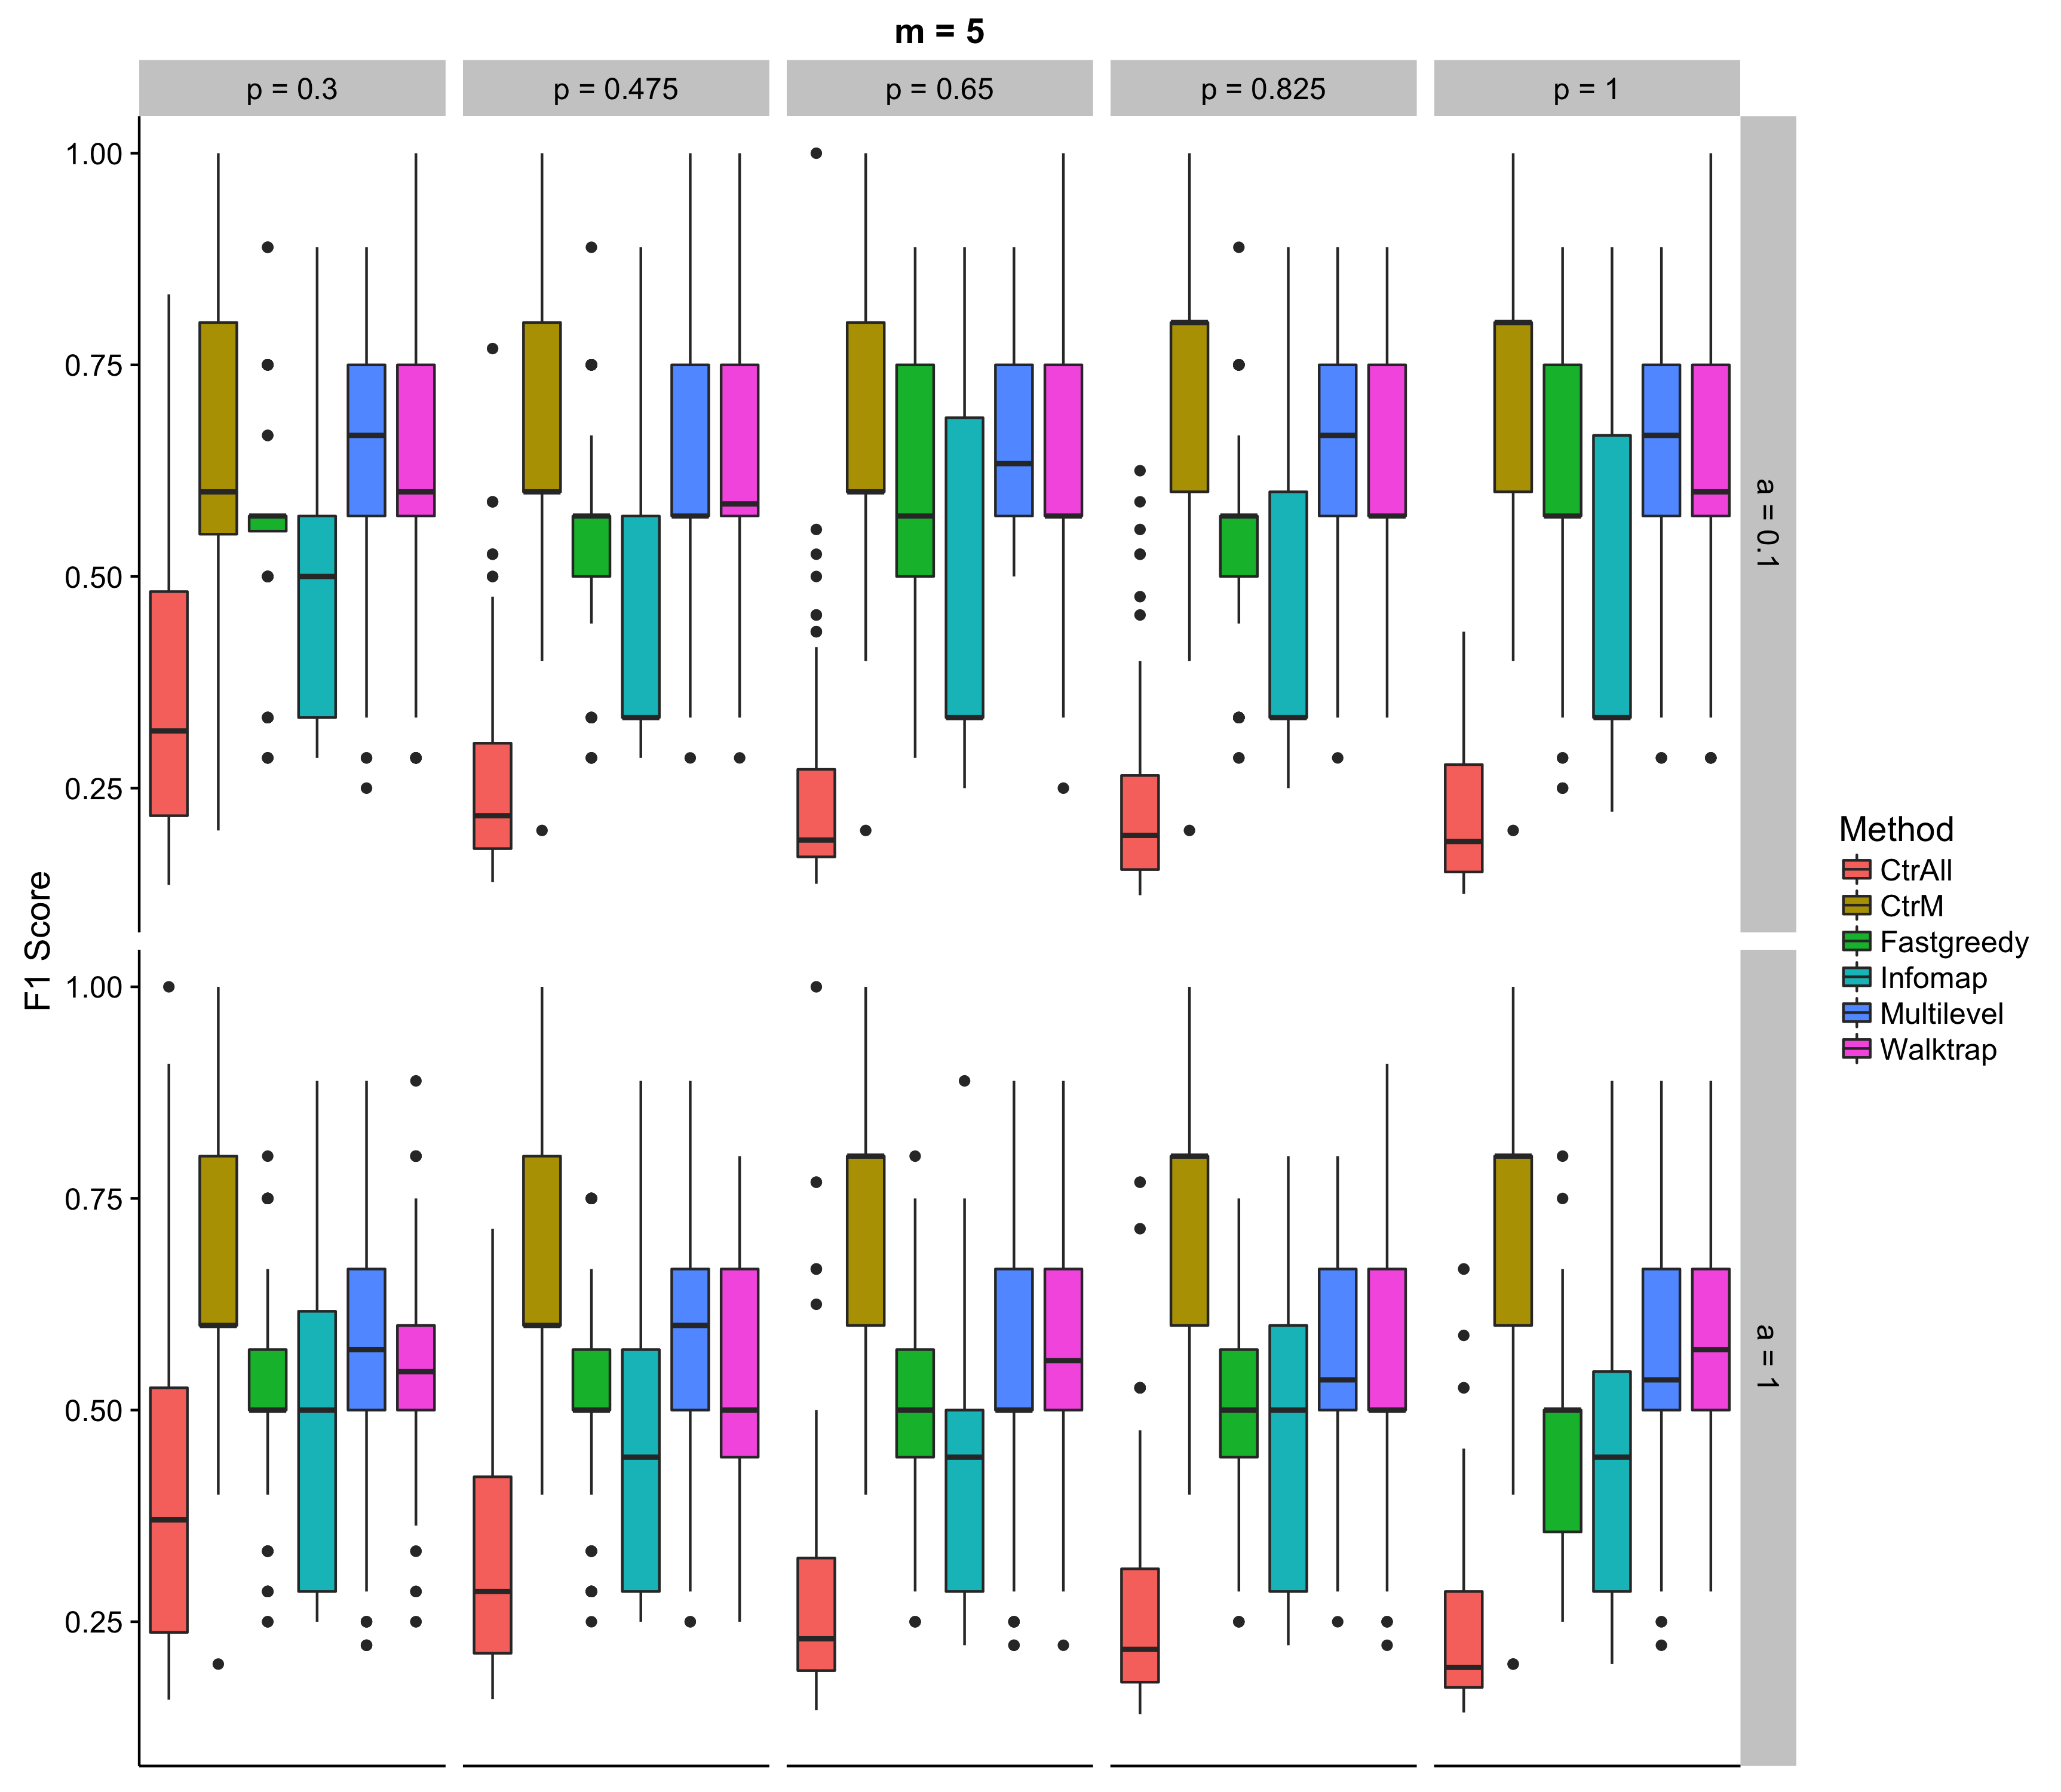 m = 5
p = 0.3
p = 0.475
p = 0.65
p = 0.825
p = 1
1.00
0.75
0.50
0.25
a = 0.1
1.00
0.75
0.50
0.25
a = 1
F1 Score
Method
CtrAll
CtrM
Fastgreedy
Infomap
Multilevel
Walktrap